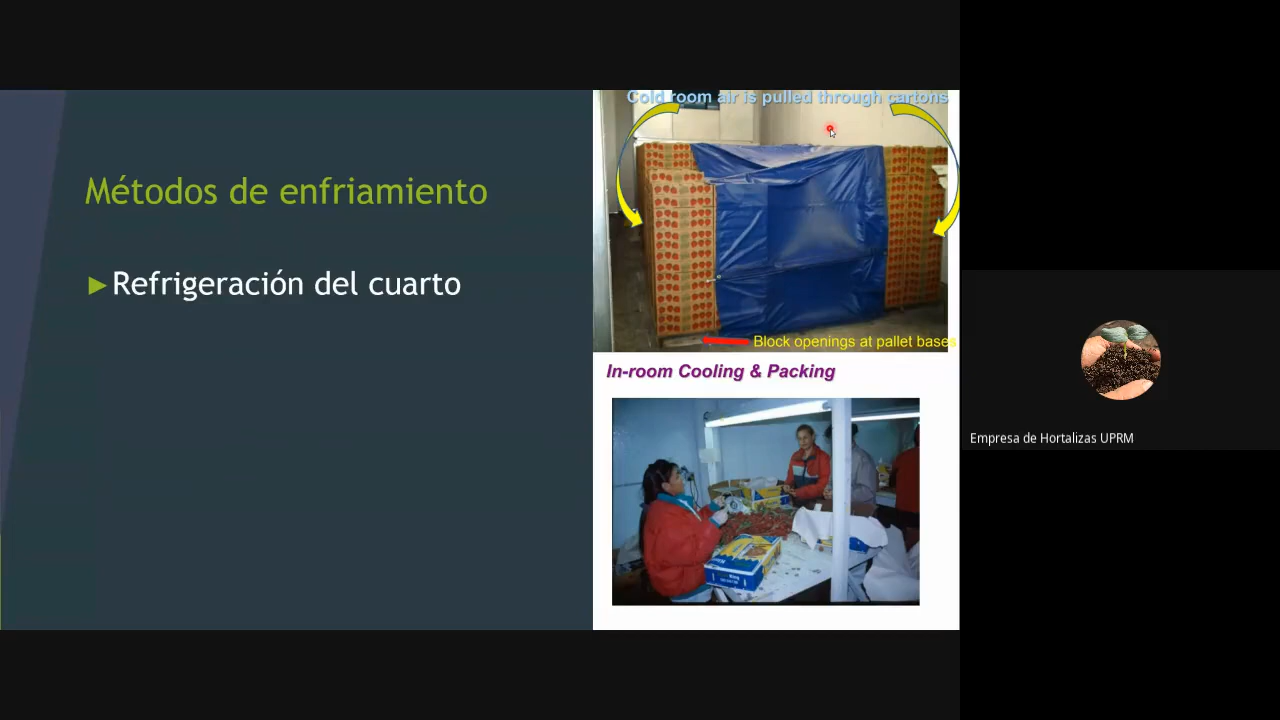 Métodos de enfriamiento
Refrigeración del cuarto
Cold room air is pulled through cartons
Block openings at pallet bases
In-room Cooling & Packing
Empresa de Hortalizas UPRM